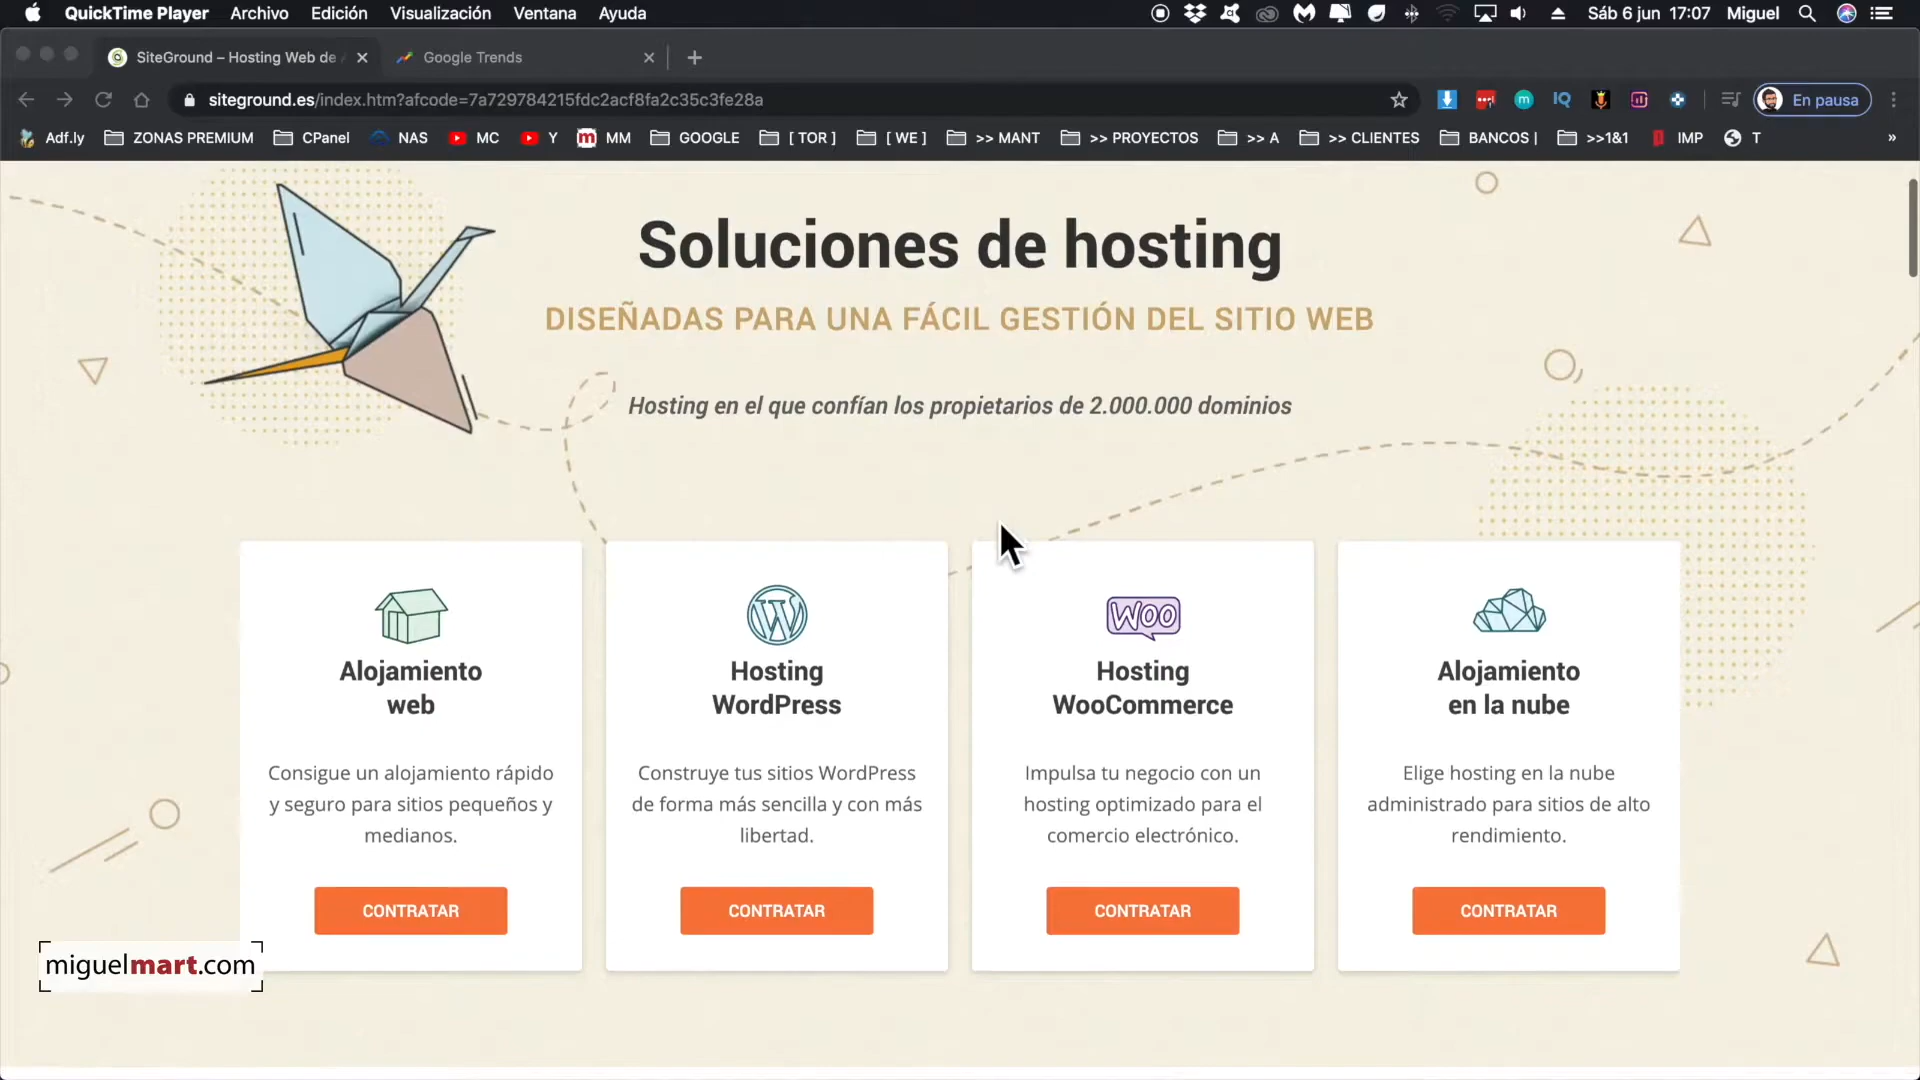 QuickTime Player Archivo Edición Visualización Ventana Ayuda Sáb 6 jun 17:07 Miguel
SiteGround – Hosting Web de Google Trends
siteground.es/index.htm?afcode=7a729784215fdc2acf8fa2c35c3fe28a En pausa
Adf.ly ZONAS PREMIUM CPanel NAS MC Y MM GOOGLE [ TOR ] [ WE ] >> MANT >> PROYECTOS >> A >> CLIENTES BANCOS | >>1&1 IMP T »
Soluciones de hosting
DISEÑADAS PARA UNA FÁCIL GESTIÓN DEL SITIO WEB
Hosting en el que confían los propietarios de 2.000.000 dominios
Alojamiento
web
Consigue un alojamiento rápido
y seguro para sitios pequeños y
medianos.
CONTRATAR
Hosting
WordPress
Construye tus sitios WordPress
de forma más sencilla y con más
libertad.
CONTRATAR
WOO
Hosting
WooCommerce
Impulsa tu negocio con un
hosting optimizado para el
comercio electrónico.
CONTRATAR
Alojamiento
en la nube
Elige hosting en la nube
administrado para sitios de alto
rendimiento.
CONTRATAR
miguelmart.com